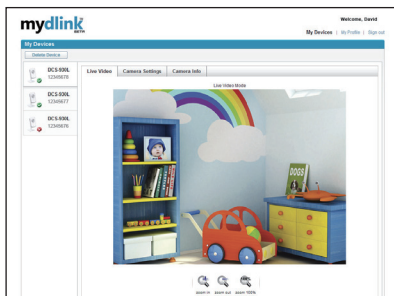 mydlink
BETA
Welcome, David
My Devices | My Profile | Sign out
My Devices
Delete Device
DCS-930L
12345678
DCS-930L
12345677
DCS-930L
12345676
Live Video
Camera Settings
Camera Info
Live Video Mode
DOGS
zoom in
zoom out
zoom 100%